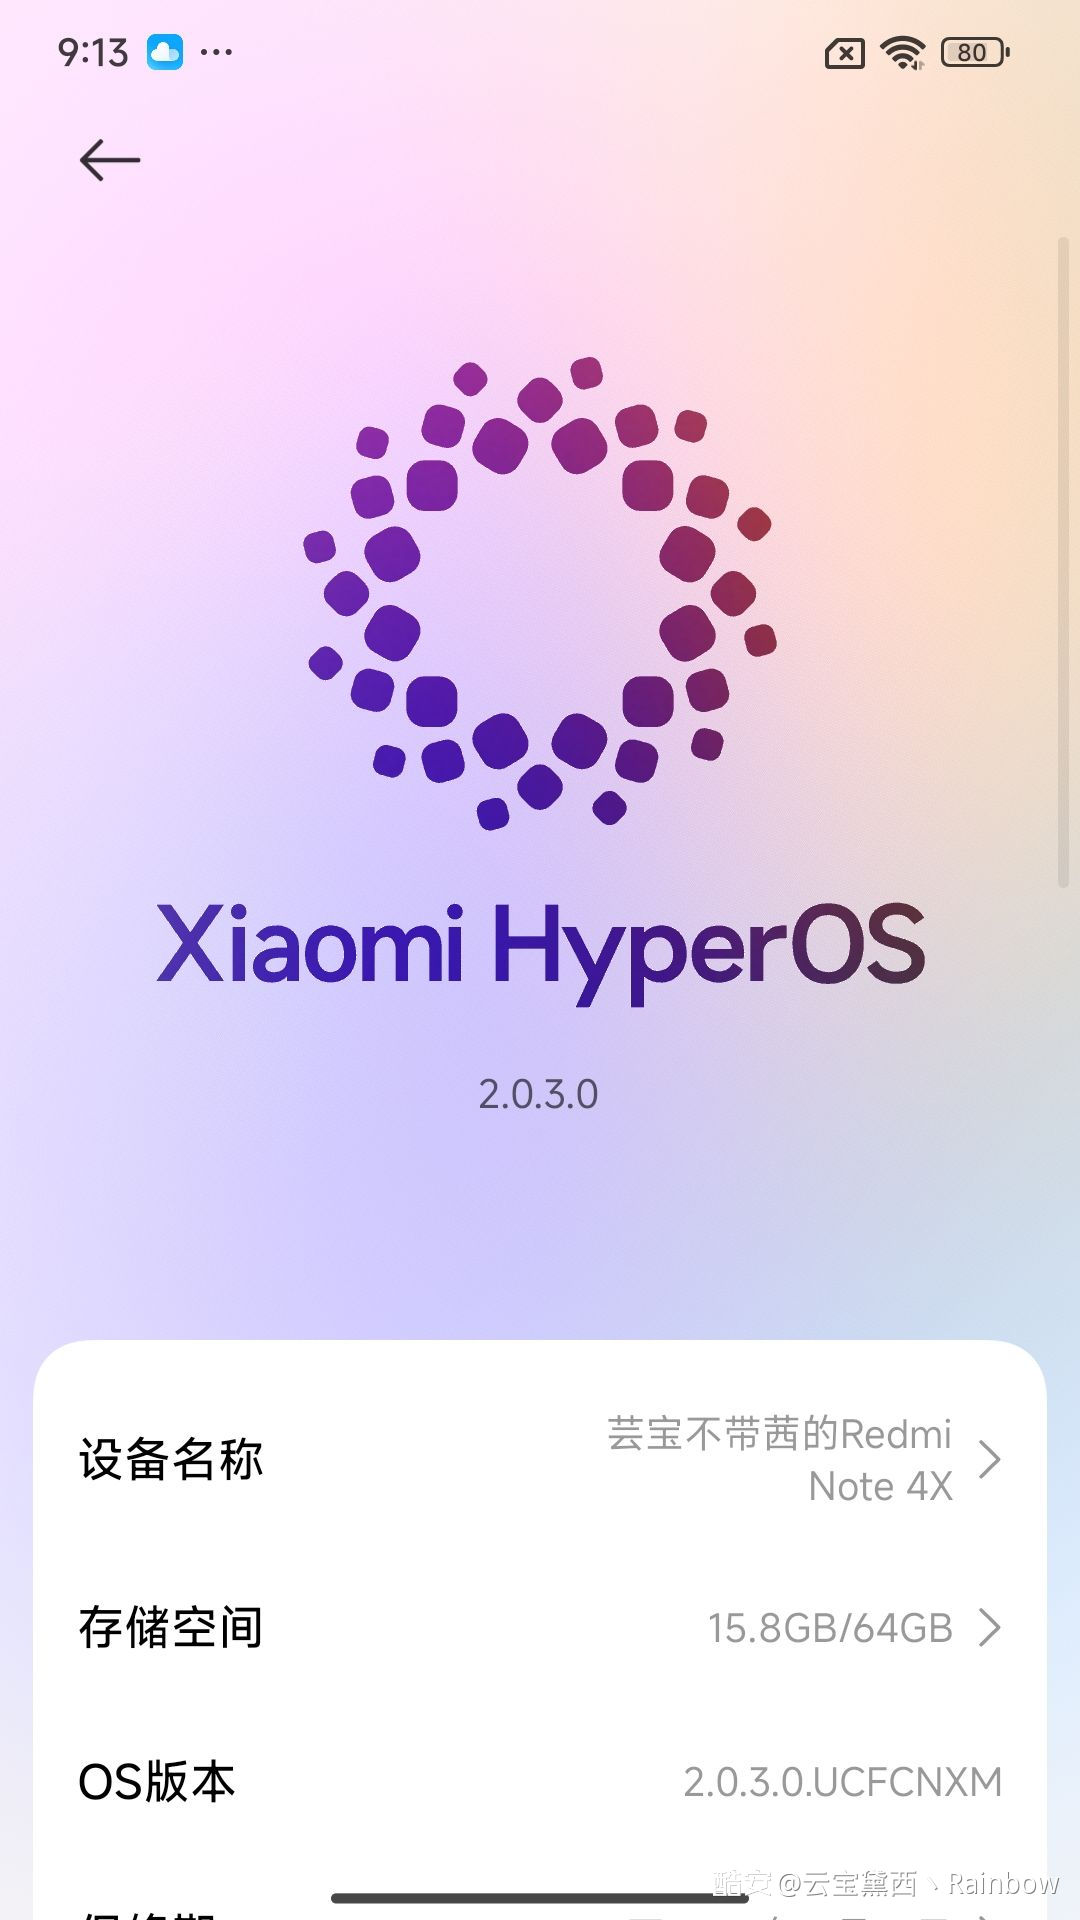 9:13
80
Xiaomi HyperOS
2.0.3.0
设备名称
芸宝不带茜的Redmi
Note 4X
存储空间
15.8GB/64GB
OS版本
2.0.3.0.UCFCNXM
酷安 @云宝黛西丶Rainbow